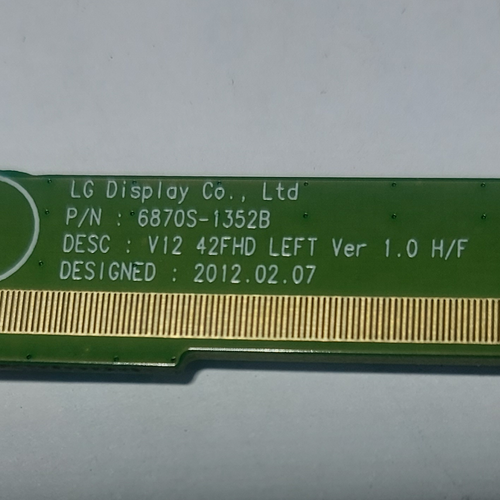 LG Display Co., Ltd
P/N : 6870S-1352B
DESC : V12 42FHD LEFT Ver 1.0 H/F
DESIGNED : 2012.02.07